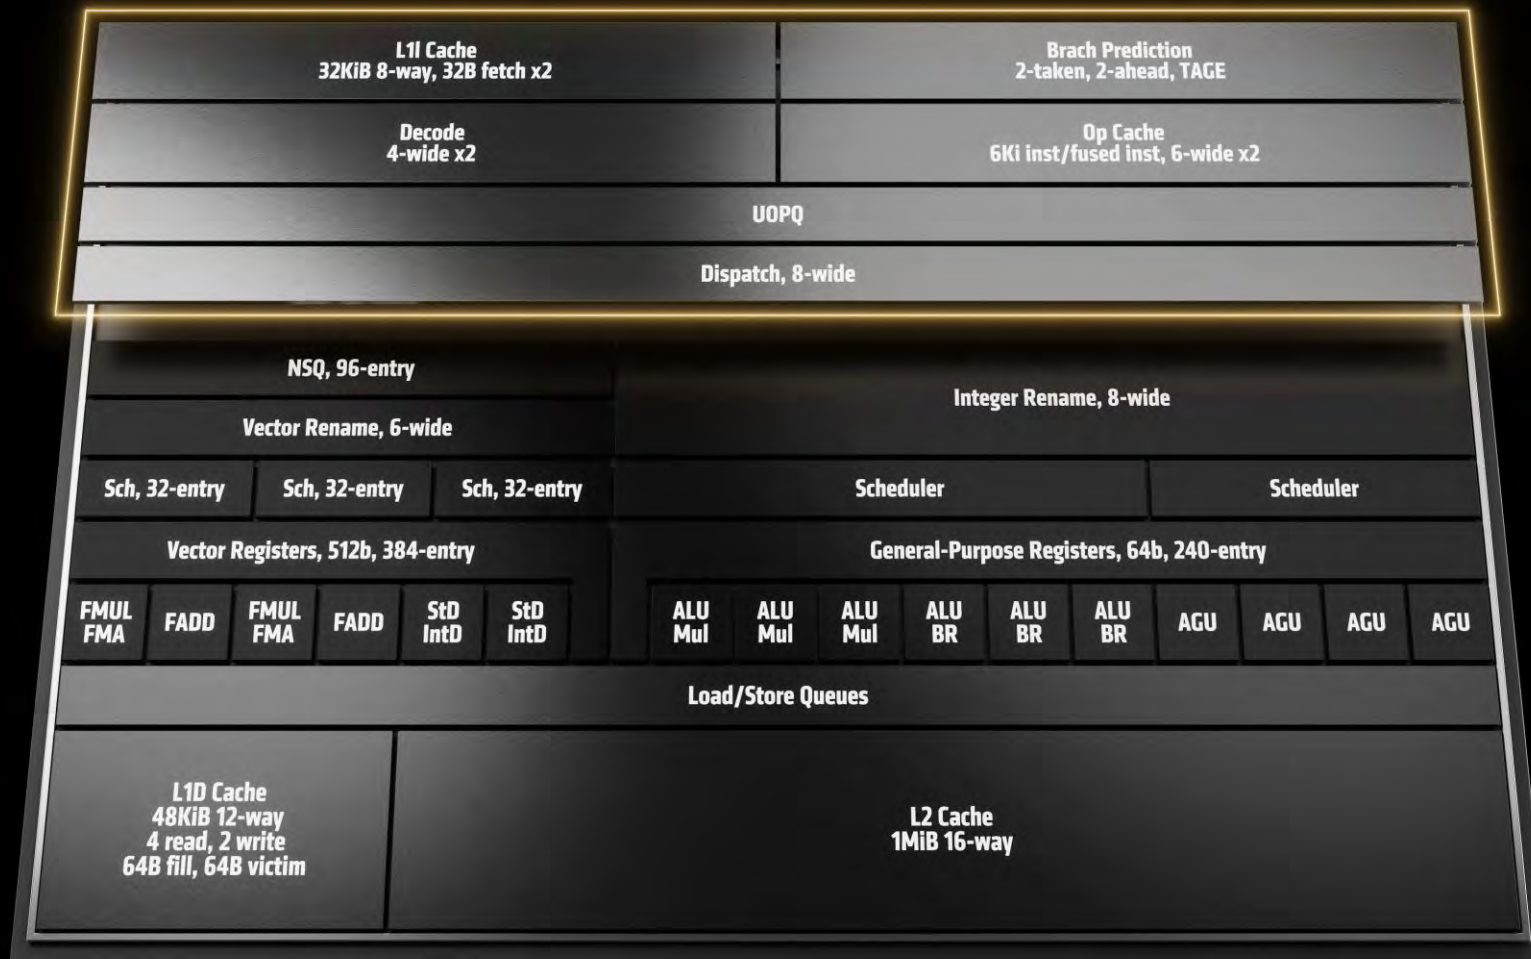 L1I Cache
32KiB 8-way, 32B fetch x2
Brach Prediction
2-taken, 2-ahead, TAGE
Decode
4-wide x2
Op Cache
6Ki inst/fused inst, 6-wide x2
UOPQ
Dispatch, 8-wide
NSQ, 96-entry
Integer Rename, 8-wide
Vector Rename, 6-wide
Sch, 32-entry
Sch, 32-entry
Sch, 32-entry
Scheduler
Scheduler
Vector Registers, 512b, 384-entry
General-Purpose Registers, 64b, 240-entry
FMUL
FMA
FADD
FMUL
FMA
FADD
StD
IntD
StD
IntD
ALU
Mul
ALU
Mul
ALU
Mul
ALU
BR
ALU
BR
ALU
BR
AGU
AGU
AGU
AGU
Load/Store Queues
L1D Cache
48KiB 12-way
4 read, 2 write
64B fill, 64B victim
L2 Cache
1MiB 16-way